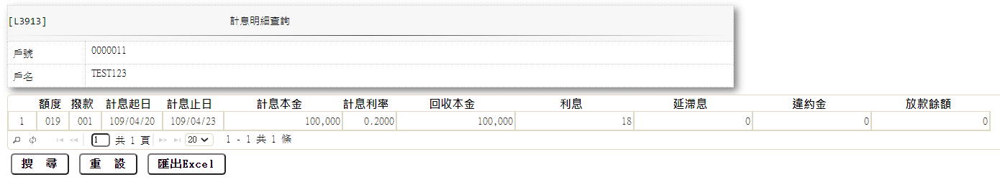 [L3913] 計息明細查詢
戶號 0000011
戶名 TEST123
額度 撥款 計息起日 計息止日 計息本金 計息利率 回收本金 利息 延滯息 違約金 放款餘額
1 019 001 109/04/20 109/04/23 100,000 0.2000 100,000 18 0 0 0
1 共 1 頁 20 1 - 1 共 1 條
搜 尋 重 設 匯出Excel